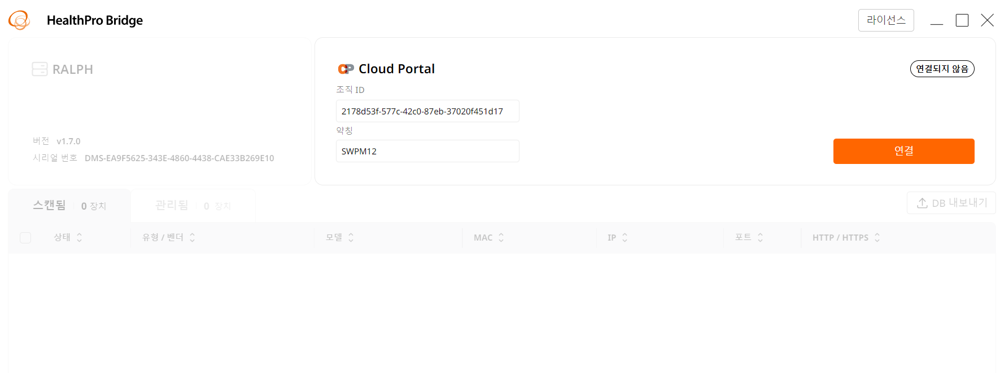 HealthPro Bridge
라이선스
RALPH
버전 v1.7.0
시리얼 번호 DMS-EA9F5625-343E-4860-4438-CAE33B269E10
CP Cloud Portal
연결되지 않음
조직 ID
2178d53f-577c-42c0-87eb-37020f451d17
약칭
SWPM12
연결
스캔됨 0 장치
관리됨 0 장치
DB 내보내기
상태 유형 / 벤더 모델 MAC IP 포트 HTTP / HTTPS